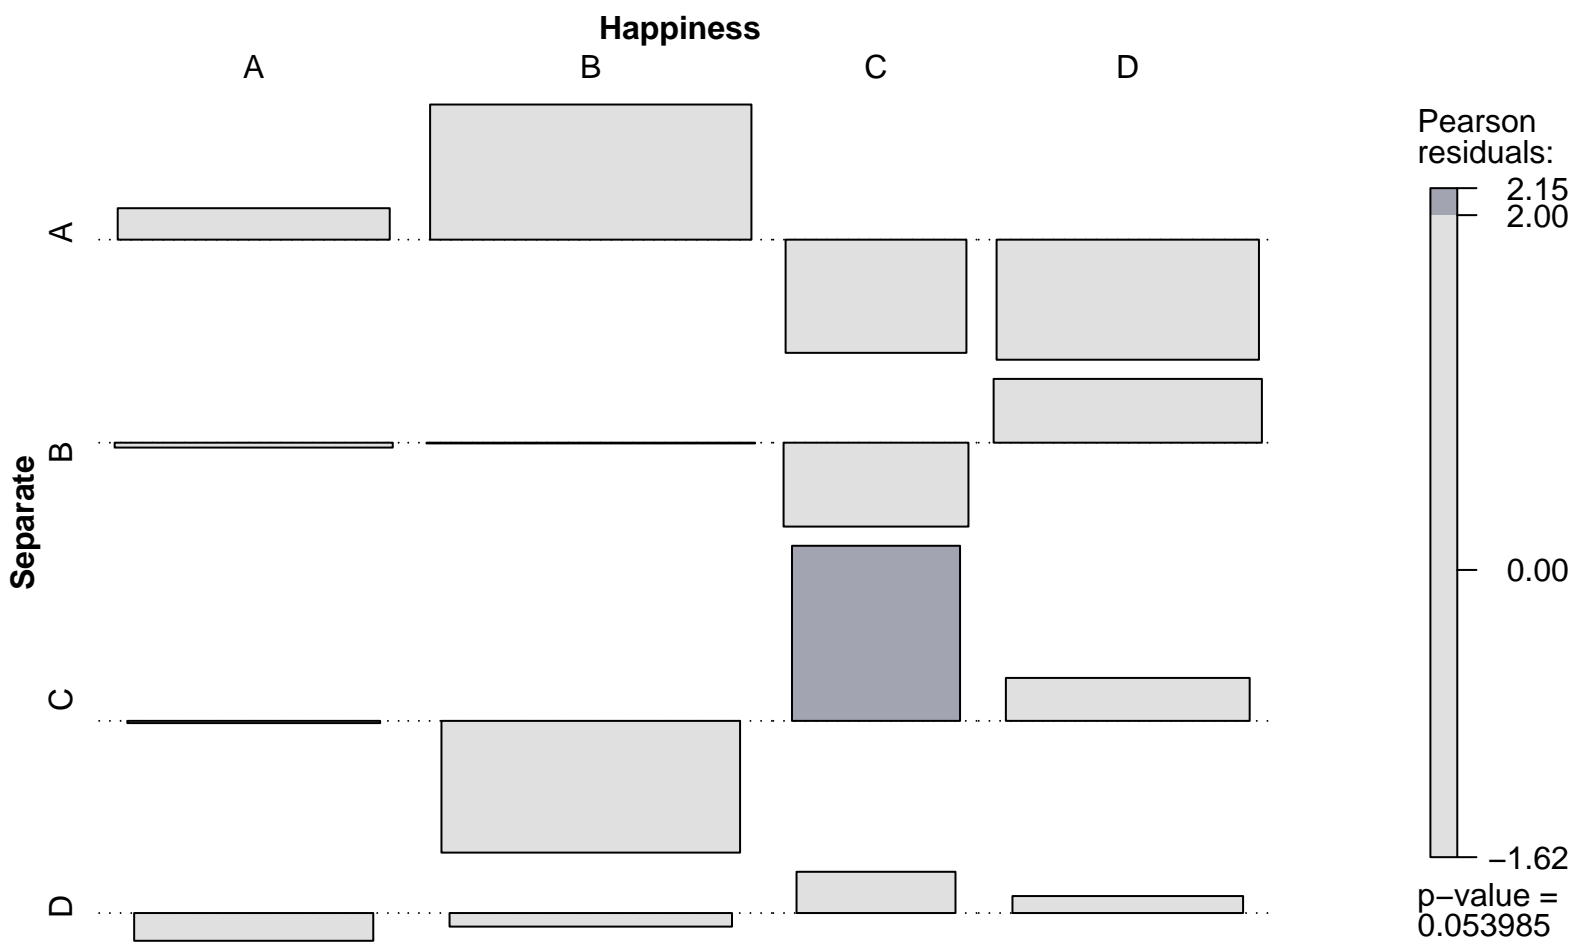 Happiness
A B C D
Separate
A
B
C
D
Pearson
residuals:
2.15
2.00
0.00
−1.62
p−value =
0.053985